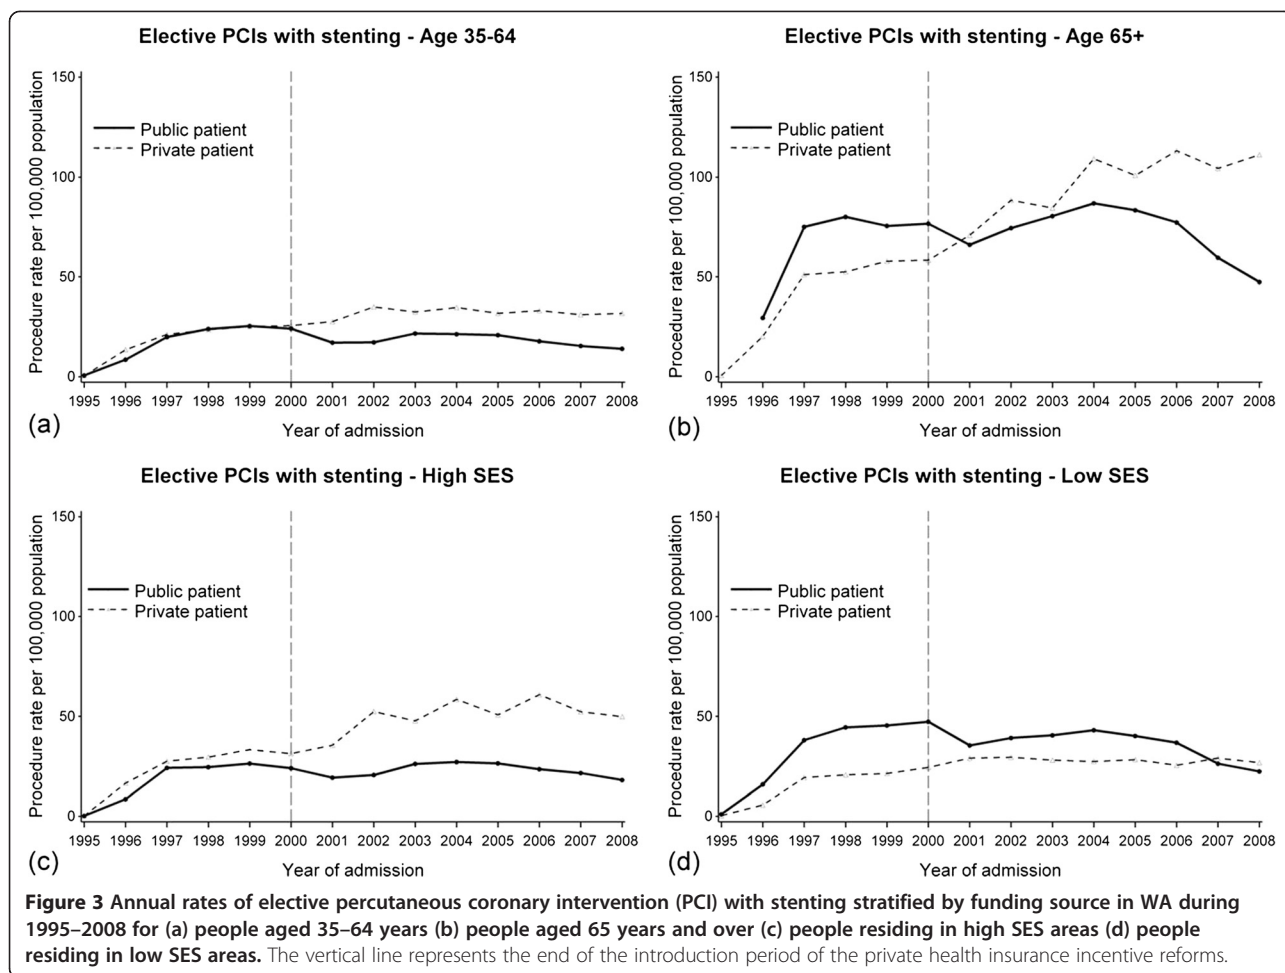 Elective PCIs with stenting - Age 35-64
Procedure rate per 100,000 population
150
100
50
0
Public patient
Private patient
1995 1996 1997 1998 1999 2000 2001 2002 2003 2004 2005 2006 2007 2008
(a)
Year of admission
Elective PCIs with stenting - Age 65+
Procedure rate per 100,000 population
150
100
50
0
Public patient
Private patient
1995 1996 1997 1998 1999 2000 2001 2002 2003 2004 2005 2006 2007 2008
(b)
Year of admission
Elective PCIs with stenting - High SES
Procedure rate per 100,000 population
150
100
50
0
Public patient
Private patient
1995 1996 1997 1998 1999 2000 2001 2002 2003 2004 2005 2006 2007 2008
(c)
Year of admission
Elective PCIs with stenting - Low SES
Procedure rate per 100,000 population
150
100
50
0
Public patient
Private patient
1995 1996 1997 1998 1999 2000 2001 2002 2003 2004 2005 2006 2007 2008
(d)
Year of admission
Figure 3 Annual rates of elective percutaneous coronary intervention (PCI) with stenting stratified by funding source in WA during
1995–2008 for (a) people aged 35–64 years (b) people aged 65 years and over (c) people residing in high SES areas (d) people
residing in low SES areas. The vertical line represents the end of the introduction period of the private health insurance incentive reforms.